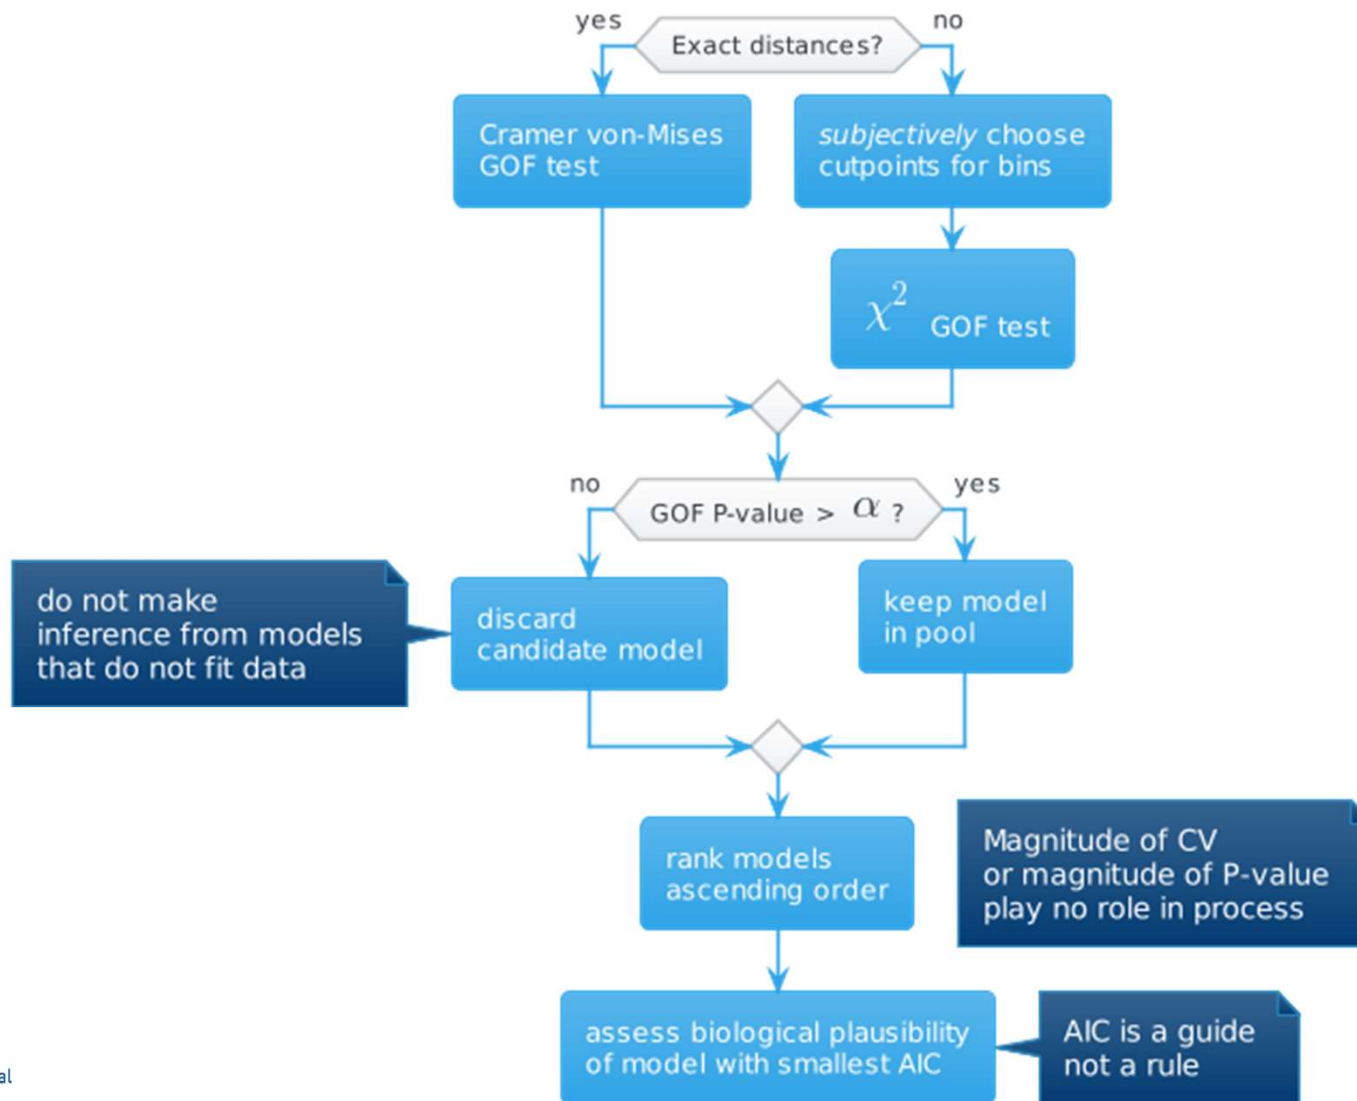 yes
no
Exact distances?
Cramer von-Mises
GOF test
subjectively choose
cutpoints for bins
χ² GOF test
no
yes
GOF P-value > α ?
do not make
inference from models
that do not fit data
discard
candidate model
keep model
in pool
rank models
ascending order
Magnitude of CV
or magnitude of P-value
play no role in process
assess biological plausibility
of model with smallest AIC
AIC is a guide
not a rule
al